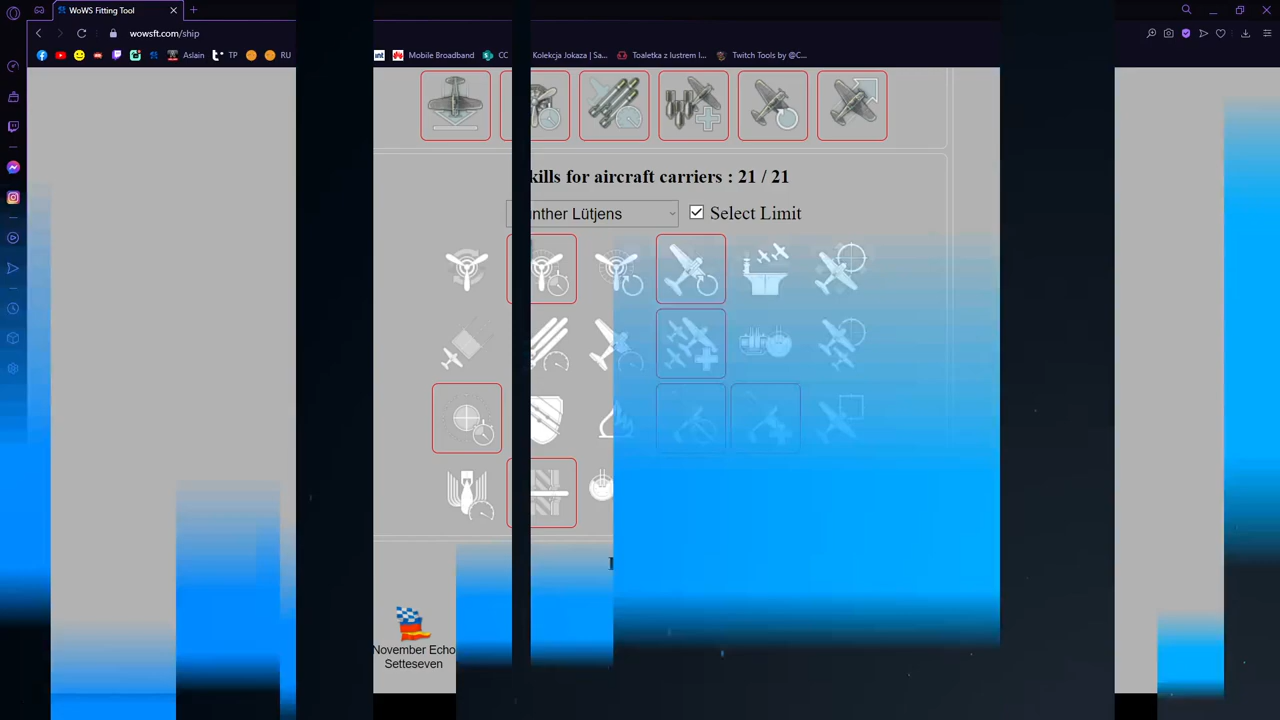 WoWS Fitting Tool
wowsft.com/ship
Aslain
TP
RU
Mobile Broadband
CC
Kolekcja Jokaza | Sa...
Toaletka z lustrem I...
Twitch Tools by @C...
kills for aircraft carriers : 21 / 21
nther Lütjens
Select Limit
November Echo
Setteseven